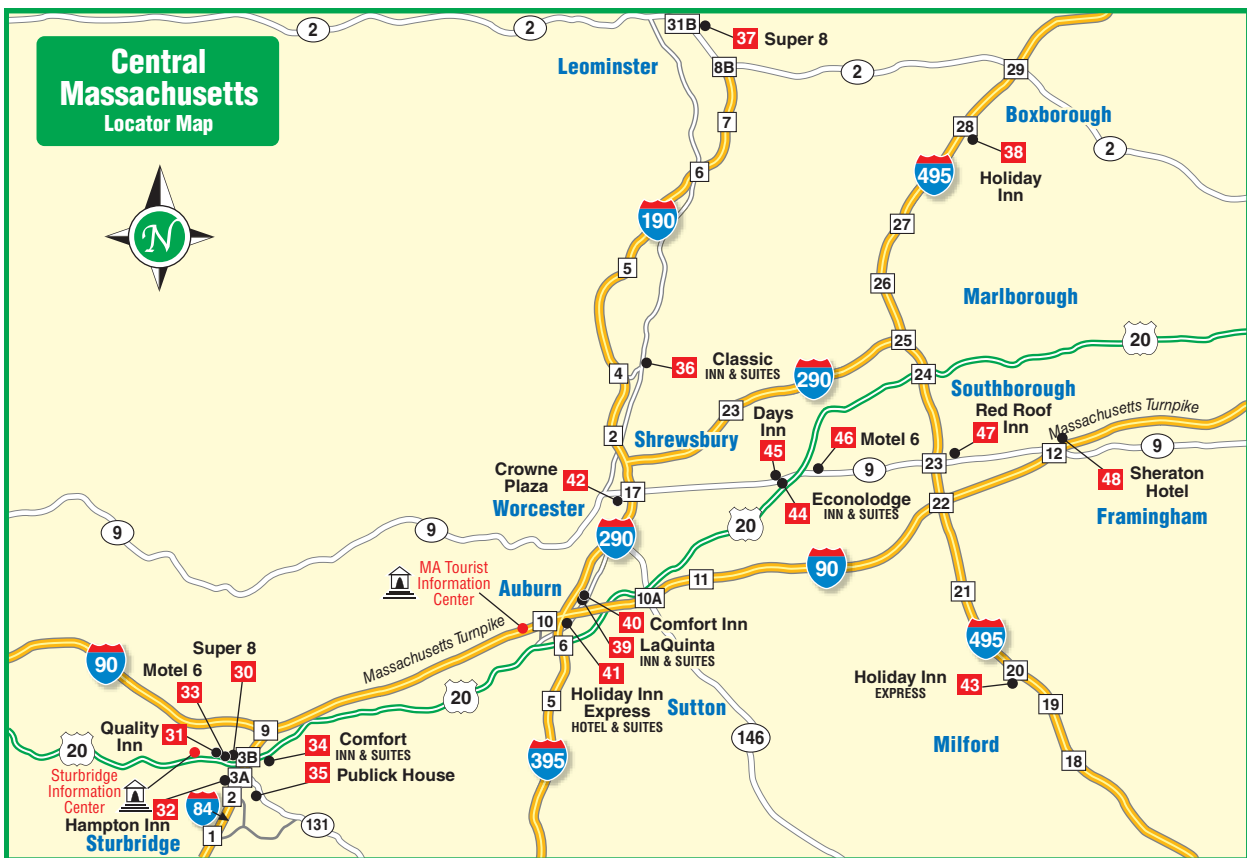 Central
Massachusetts
Locator Map
N
2
2
31B
37 Super 8
Leominster
8B
2
29
Boxborough
7
28
38
Holiday
Inn
2
6
495
190
27
5
26
Marlborough
25
20
36 Classic
INN & SUITES
4
290
24
Southborough
23
Days
Inn
Red Roof
Inn
Massachusetts Turnpike
2
Shrewsbury
45
46 Motel 6
47
9
12
9
23
Crowne
Plaza
42
17
48 Sheraton
Hotel
Worcester
44
Econolodge
INN & SUITES
22
Framingham
9
9
20
290
MA Tourist
Information
Center
90
11
Auburn
10A
21
10
40 Comfort Inn
Massachusetts Turnpike
6
39 LaQuinta
INN & SUITES
495
90
Super 8
Motel 6
30
33
41
Holiday Inn
Express
HOTEL & SUITES
20
Holiday Inn
EXPRESS
43
20
5
Sutton
19
Quality
Inn
31
9
146
Milford
20
3B
34 Comfort
INN & SUITES
395
18
Sturbridge
Information
Center
3A
35 Publick House
2
32
84
Hampton Inn
131
1
Sturbridge